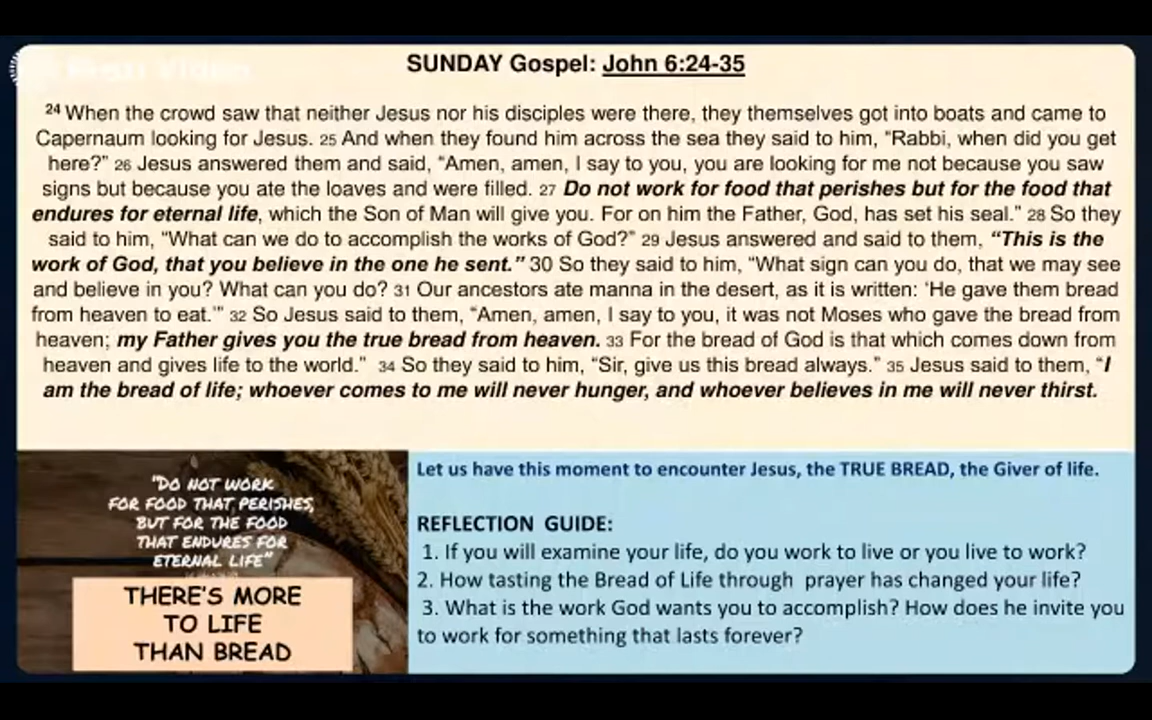 SUNDAY Gospel: John 6:24-35
24 When the crowd saw that neither Jesus nor his disciples were there, they themselves got into boats and came to
Capernaum looking for Jesus. 25 And when they found him across the sea they said to him, “Rabbi, when did you get
here?” 26 Jesus answered them and said, “Amen, amen, I say to you, you are looking for me not because you saw
signs but because you ate the loaves and were filled. 27 Do not work for food that perishes but for the food that
endures for eternal life, which the Son of Man will give you. For on him the Father, God, has set his seal.” 28 So they
said to him, “What can we do to accomplish the works of God?” 29 Jesus answered and said to them, “This is the
work of God, that you believe in the one he sent.” 30 So they said to him, “What sign can you do, that we may see
and believe in you? What can you do? 31 Our ancestors ate manna in the desert, as it is written: ‘He gave them bread
from heaven to eat.’” 32 So Jesus said to them, “Amen, amen, I say to you, it was not Moses who gave the bread from
heaven; my Father gives you the true bread from heaven. 33 For the bread of God is that which comes down from
heaven and gives life to the world.” 34 So they said to him, “Sir, give us this bread always.” 35 Jesus said to them, “I
am the bread of life; whoever comes to me will never hunger, and whoever believes in me will never thirst.
"DO NOT WORK
FOR FOOD THAT PERISHES,
BUT FOR THE FOOD
THAT ENDURES FOR
ETERNAL LIFE"
THERE'S MORE
TO LIFE
THAN BREAD
Let us have this moment to encounter Jesus, the TRUE BREAD, the Giver of life.
REFLECTION GUIDE:
1. If you will examine your life, do you work to live or you live to work?
2. How tasting the Bread of Life through prayer has changed your life?
3. What is the work God wants you to accomplish? How does he invite you
to work for something that lasts forever?